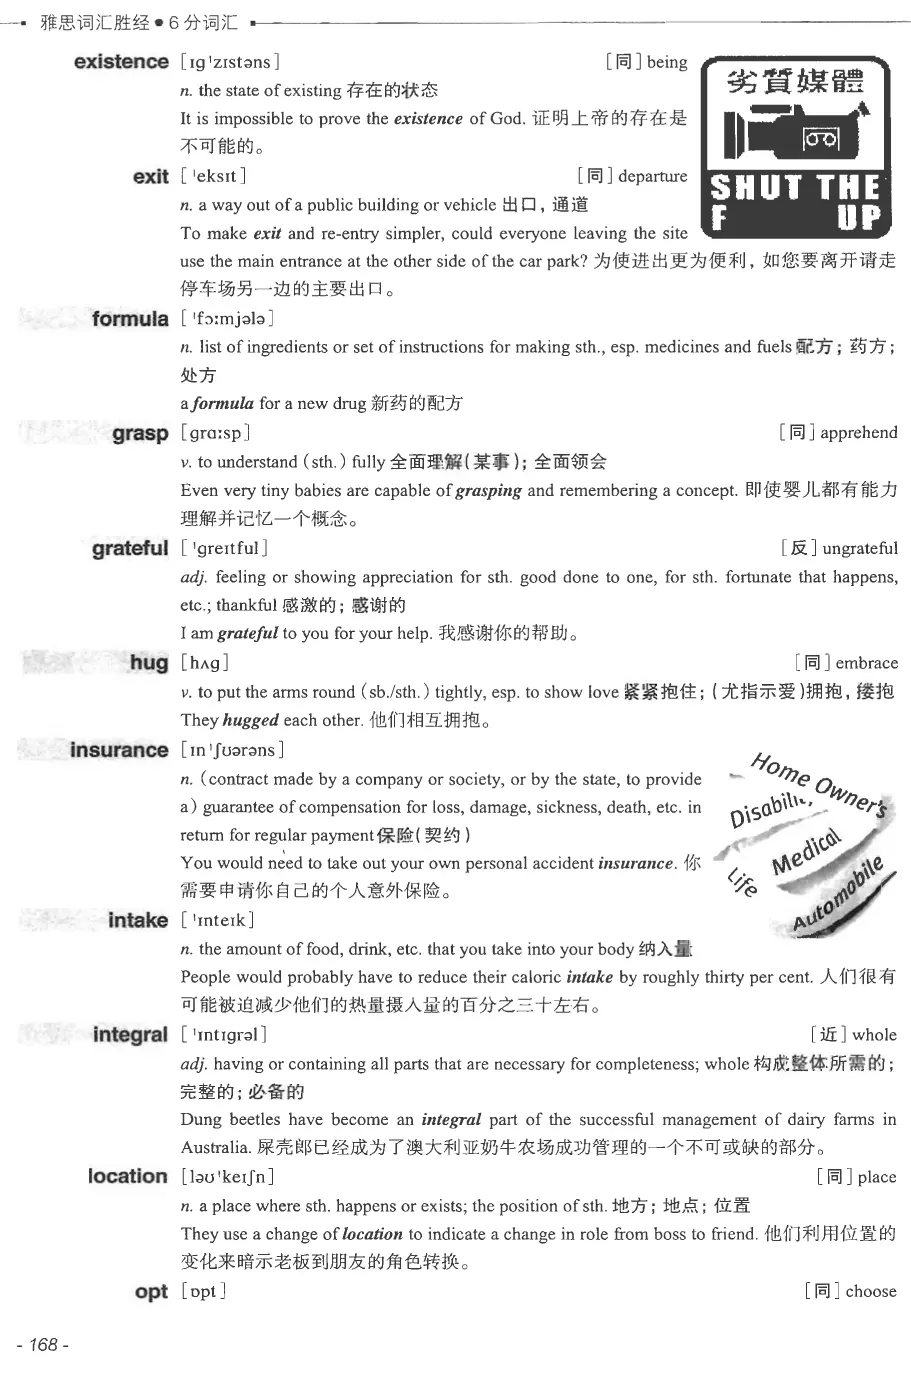 雅思词汇胜经•6分词汇
existence [ɪɡˈzɪstəns] [同]being
n. the state of existing 存在的状态
It is impossible to prove the existence of God. 证明上帝的存在是
不可能的。
劣質媒體
SHUT THE
F UP
exit [ˈeksɪt] [同]departure
n. a way out of a public building or vehicle 出口，通道
To make exit and re-entry simpler, could everyone leaving the site
use the main entrance at the other side of the car park? 为使进出更为便利，如您要离开请走
停车场另一边的主要出口。
formula [ˈfɔːmjələ]
n. list of ingredients or set of instructions for making sth., esp. medicines and fuels 配方；药方；
处方
a formula for a new drug 新药的配方
grasp [ɡrɑːsp] [同]apprehend
v. to understand (sth.) fully 全面理解(某事)；全面领会
Even very tiny babies are capable of grasping and remembering a concept. 即使婴儿都有能力
理解并记忆一个概念。
grateful [ˈɡreɪtful] [反]ungrateful
adj. feeling or showing appreciation for sth. good done to one, for sth. fortunate that happens,
etc.; thankful 感激的；感谢的
I am grateful to you for your help. 我感谢你的帮助。
hug [hʌɡ] [同]embrace
v. to put the arms round (sb./sth.) tightly, esp. to show love 紧紧抱住；(尤指示爱)拥抱，搂抱
They hugged each other. 他们相互拥抱。
insurance [ɪnˈʃʊərəns]
n. (contract made by a company or society, or by the state, to provide
a) guarantee of compensation for loss, damage, sickness, death, etc. in
return for regular payment 保险(契约)
You would need to take out your own personal accident insurance. 你
需要申请你自己的个人意外保险。
Home Owner's
Disability
Medical
Life
Automobile
intake [ˈɪnteɪk]
n. the amount of food, drink, etc. that you take into your body 纳入量
People would probably have to reduce their caloric intake by roughly thirty per cent. 人们很有
可能被迫减少他们的热量摄入量的百分之三十左右。
integral [ˈɪntɪɡrəl] [近]whole
adj. having or containing all parts that are necessary for completeness; whole 构成整体所需的；
完整的；必备的
Dung beetles have become an integral part of the successful management of dairy farms in
Australia. 屎壳郎已经成为了澳大利亚奶牛农场成功管理的一个不可或缺的部分。
location [ləʊˈkeɪʃn] [同]place
n. a place where sth. happens or exists; the position of sth. 地方；地点；位置
They use a change of location to indicate a change in role from boss to friend. 他们利用位置的
变化来暗示老板到朋友的角色转换。
opt [ɒpt] [同]choose
- 168 -